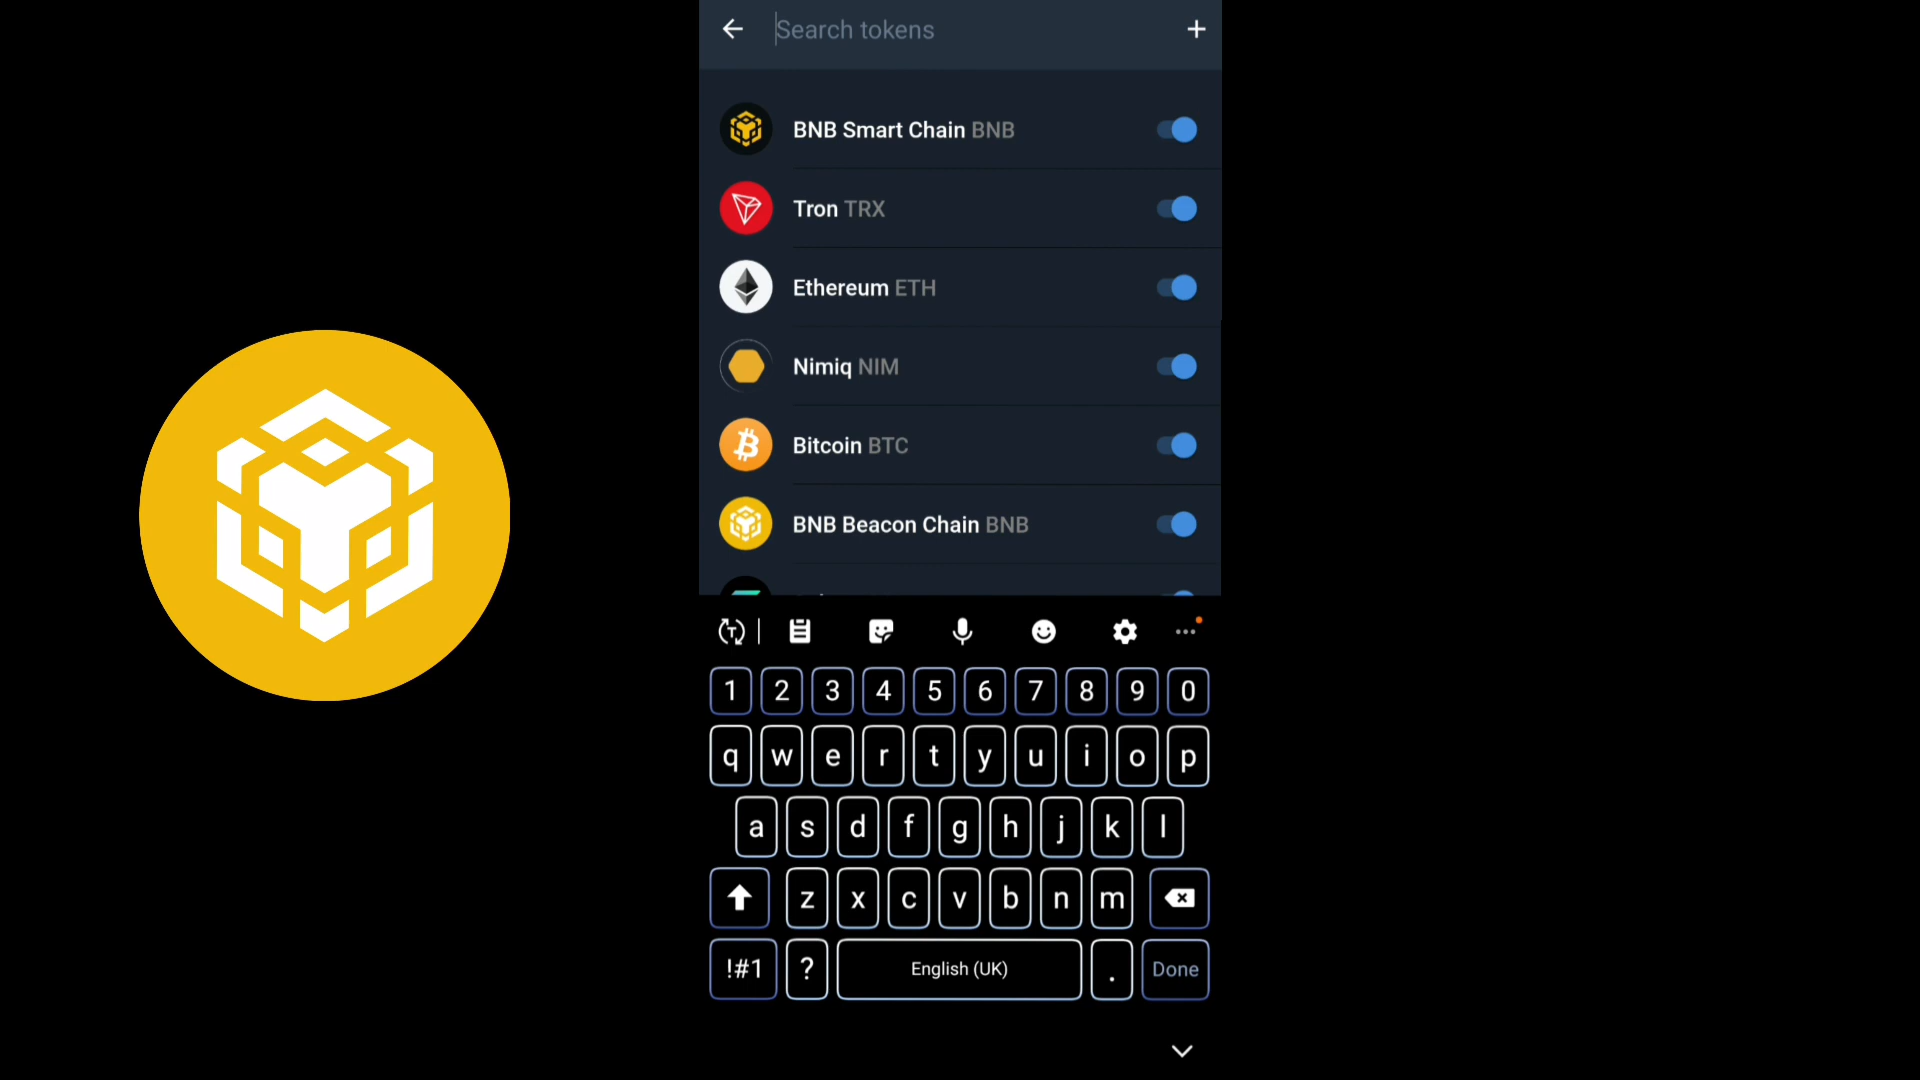 Search tokens
BNB Smart Chain BNB
Tron TRX
Ethereum ETH
Nimiq NIM
Bitcoin BTC
BNB Beacon Chain BNB
1 2 3 4 5 6 7 8 9 0
q w e r t y u i o p
a s d f g h j k l
z x c v b n m
!#1 ? English (UK) . Done